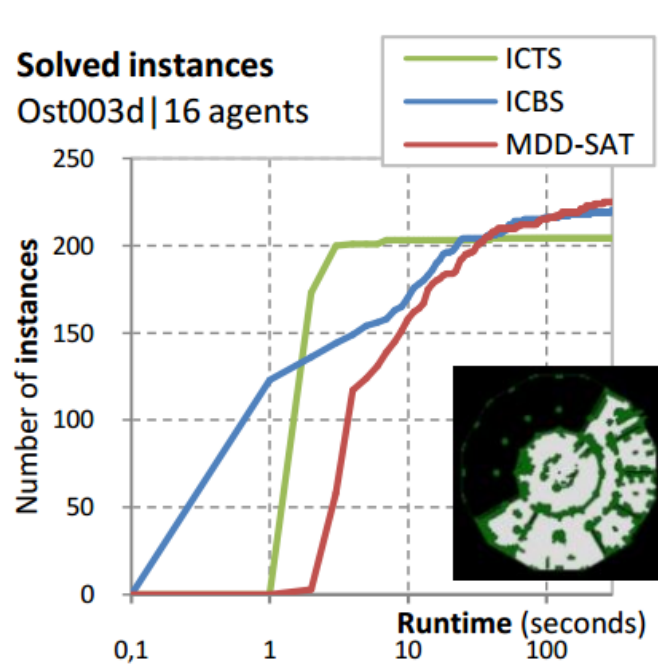 Solved instances
Ost003d|16 agents
ICTS
ICBS
MDD-SAT
Number of instances
250
200
150
100
50
0
0,1
1
10
100
Runtime (seconds)